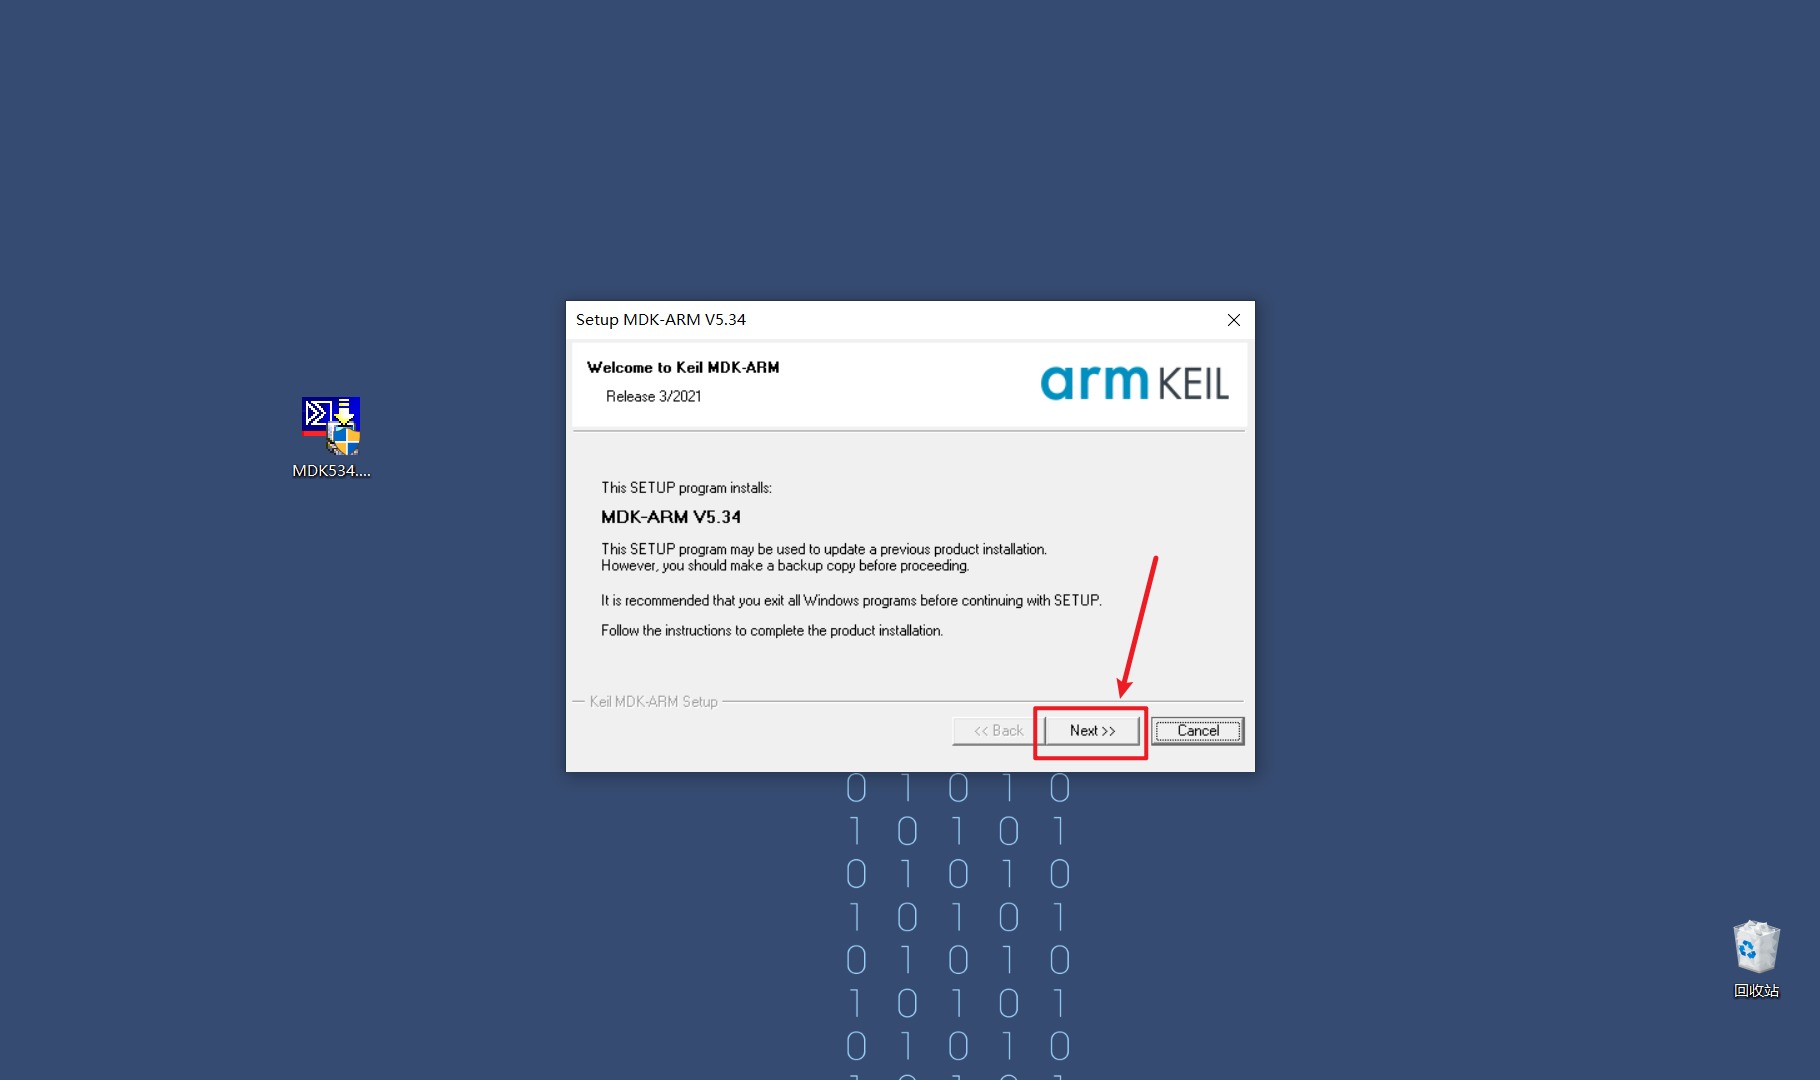 Setup MDK-ARM V5.34
Welcome to Keil MDK-ARM
Release 3/2021
arm KEIL
MDK534....
This SETUP program installs:
MDK-ARM V5.34
This SETUP program may be used to update a previous product installation.
However, you should make a backup copy before proceeding.
It is recommended that you exit all Windows programs before continuing with SETUP.
Follow the instructions to complete the product installation.
Keil MDK-ARM Setup
<< Back
Next >>
Cancel
0 1 0 1 0
1 0 1 0 1
0 1 0 1 0
1 0 1 0 1
0 1 0 1 0
1 0 1 0 1
0 1 0 1 0
回收站